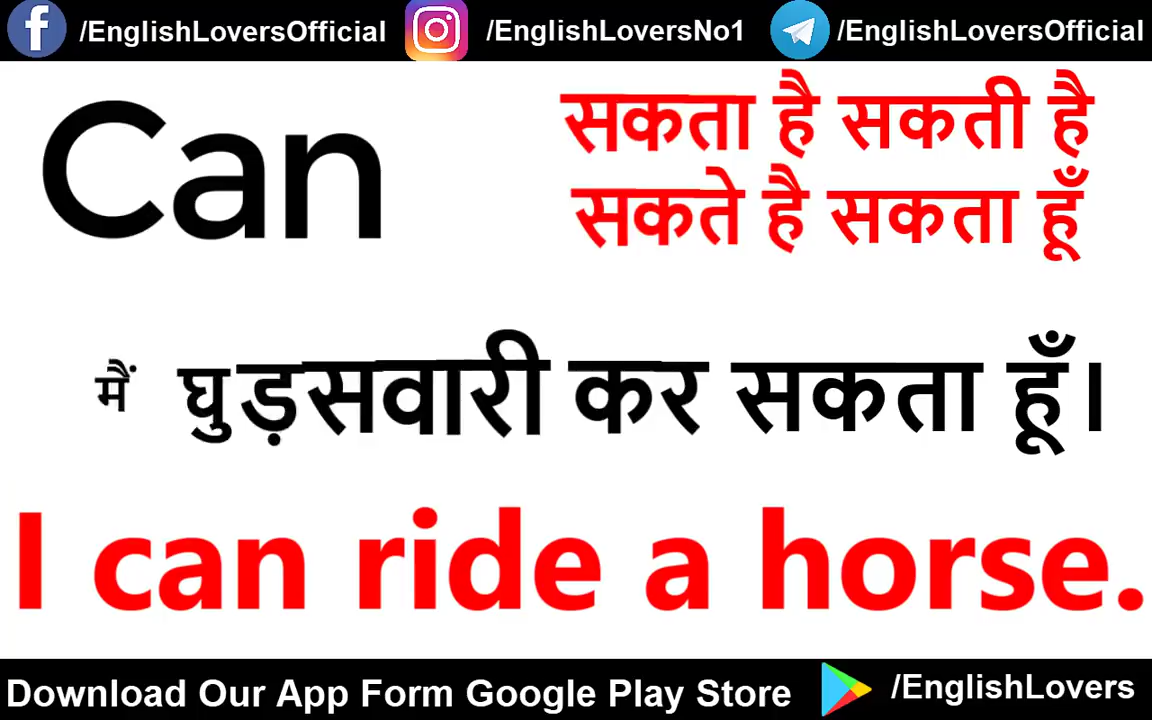 /EnglishLoversOfficial /EnglishLoversNo1 /EnglishLoversOfficial
Can
सकता है सकती है
सकते है सकता हूँ
मैं घुड़सवारी कर सकता हूँ।
I can ride a horse.
Download Our App Form Google Play Store /EnglishLovers